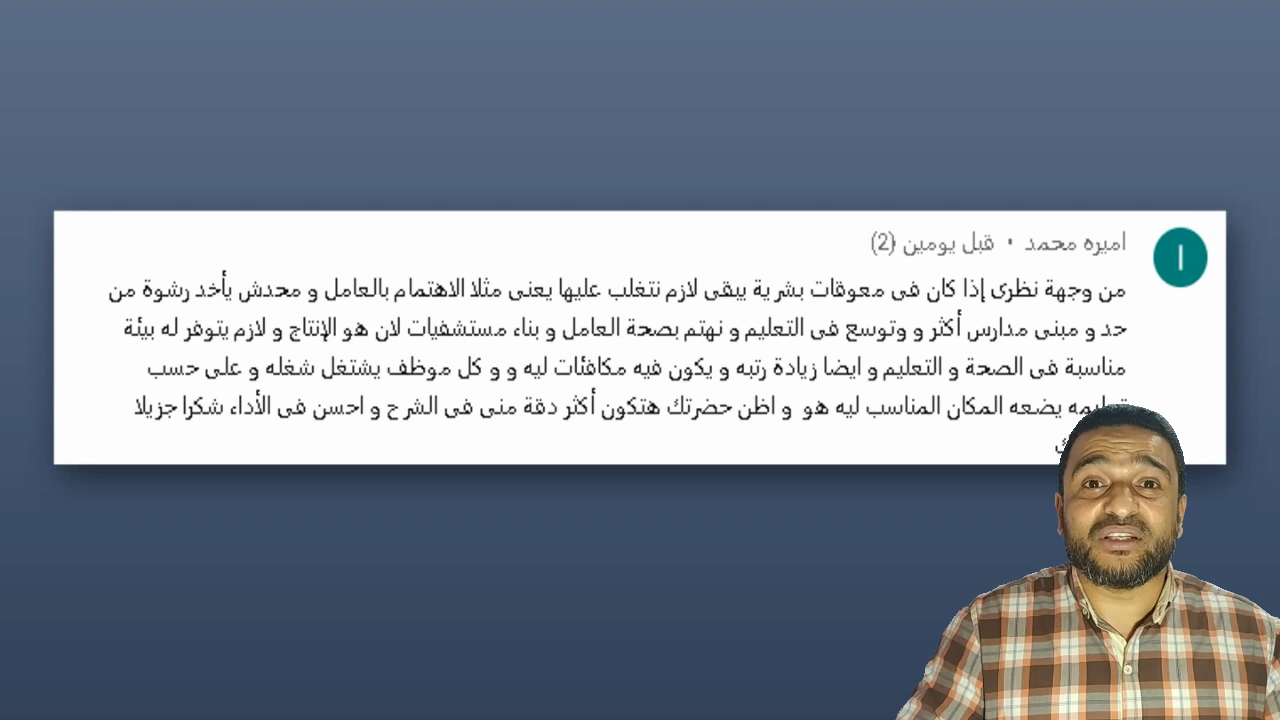 اميره محمد • قبل يومين (2)
ا
من وجهة نظرى إذا كان فى معوقات بشرية يبقى لازم نتغلب عليها يعنى مثلا الاهتمام بالعامل و محدش يأخد رشوة من
حد و مبنى مدارس أكثر و وتوسع فى التعليم و نهتم بصحة العامل و بناء مستشفيات لان هو الإنتاج و لازم يتوفر له بيئة
مناسبة فى الصحة و التعليم و ايضا زيادة رتبه و يكون فيه مكافئات ليه و و كل موظف يشتغل شغله و على حسب
يضعه المكان المناسب ليه هو و اظن حضرتك هتكون أكثر دقة منى فى الشرح و احسن فى الأداء شكرا جزيلا